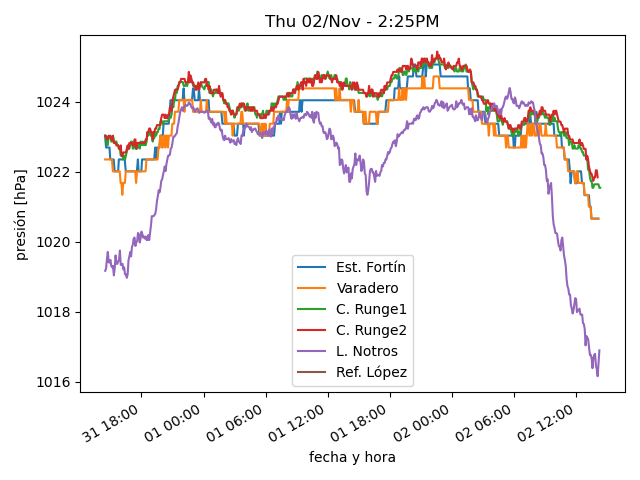 Thu 02/Nov - 2:25PM
presión [hPa]
1024
1022
1020
1018
1016
Est. Fortín
Varadero
C. Runge1
C. Runge2
L. Notros
Ref. López
31 18:00
01 00:00
01 06:00
01 12:00
01 18:00
02 00:00
02 06:00
02 12:00
fecha y hora